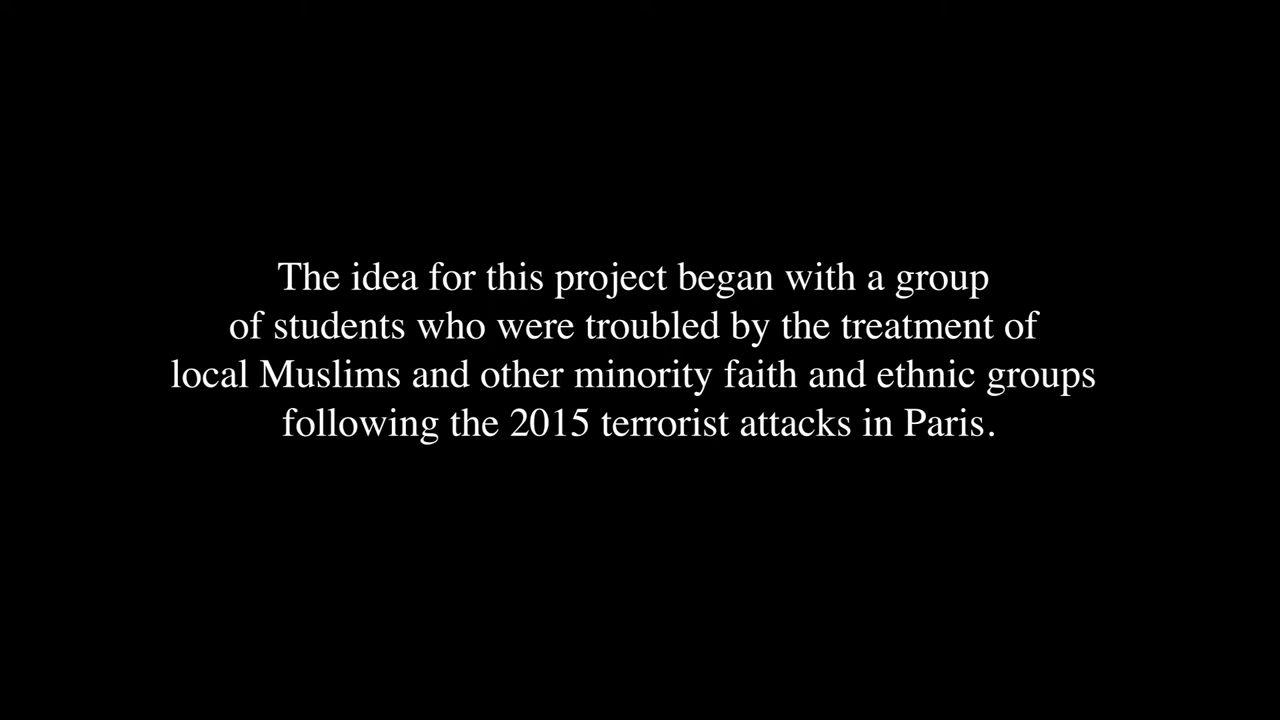 The idea for this project began with a group
of students who were troubled by the treatment of
local Muslims and other minority faith and ethnic groups
following the 2015 terrorist attacks in Paris.